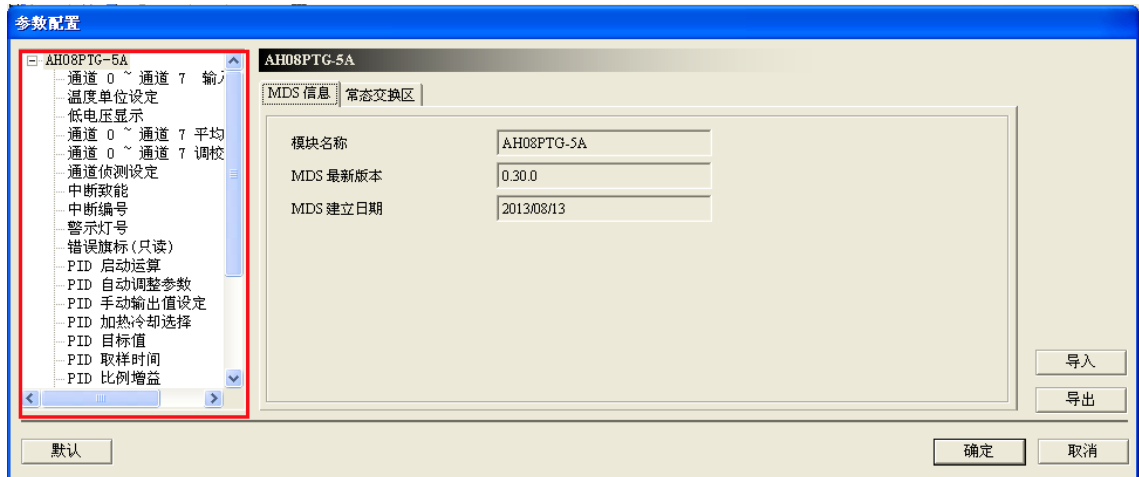 参数配置
AH08PTG-5A
通道 0 ~ 通道 7 输入
温度单位设定
低电压显示
通道 0 ~ 通道 7 平均
通道 0 ~ 通道 7 调校
通道侦测设定
中断致能
中断编号
警示灯号
错误旗标(只读)
PID 启动运算
PID 自动调整参数
PID 手动输出值设定
PID 加热冷却选择
PID 目标值
PID 取样时间
PID 比例增益
AH08PTG-5A
MDS 信息 常态交换区
模块名称 AH08PTG-5A
MDS 最新版本 0.30.0
MDS 建立日期 2013/08/13
导入
导出
默认 确定 取消